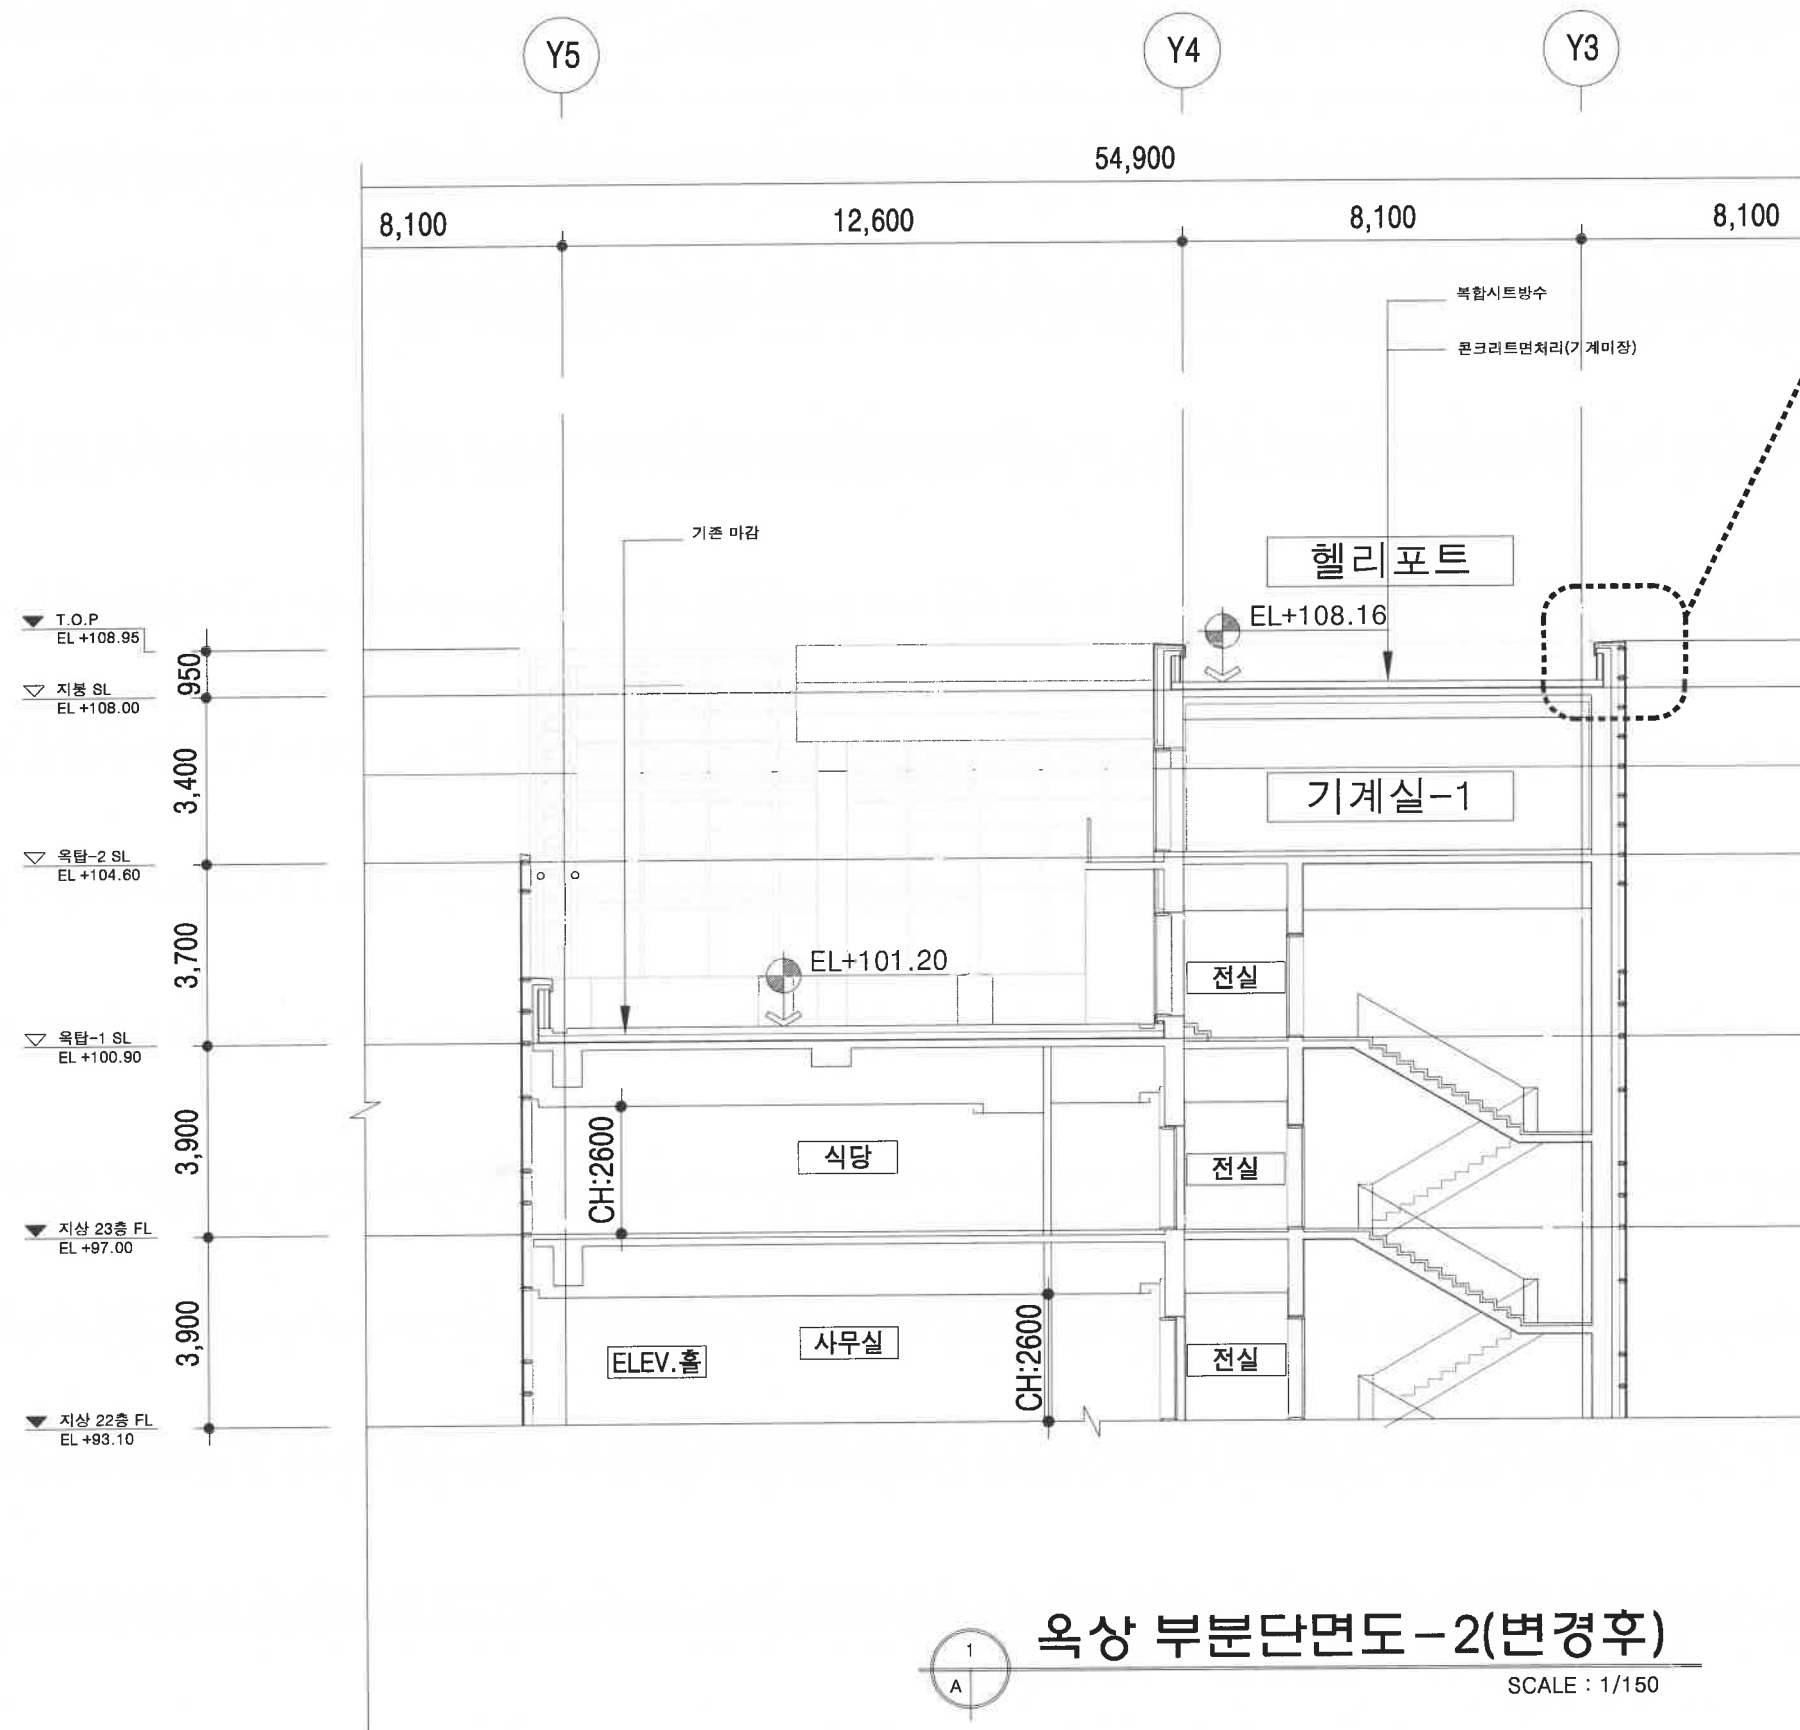 Y5
Y4
Y3
54,900
8,100
12,600
8,100
8,100
복합시트방수
콘크리트면처리(기계미장)
기존 마감
헬리포트
EL+108.16
T.O.P
EL +108.95
950
지붕 SL
EL +108.00
3,400
기계실-1
옥탑-2 SL
EL +104.60
3,700
EL+101.20
전실
옥탑-1 SL
EL +100.90
3,900
CH:2600
식당
전실
지상 23층 FL
EL +97.00
3,900
ELEV.홀
사무실
CH:2600
전실
지상 22층 FL
EL +93.10
1
A
옥상 부분단면도-2(변경후)
SCALE : 1/150